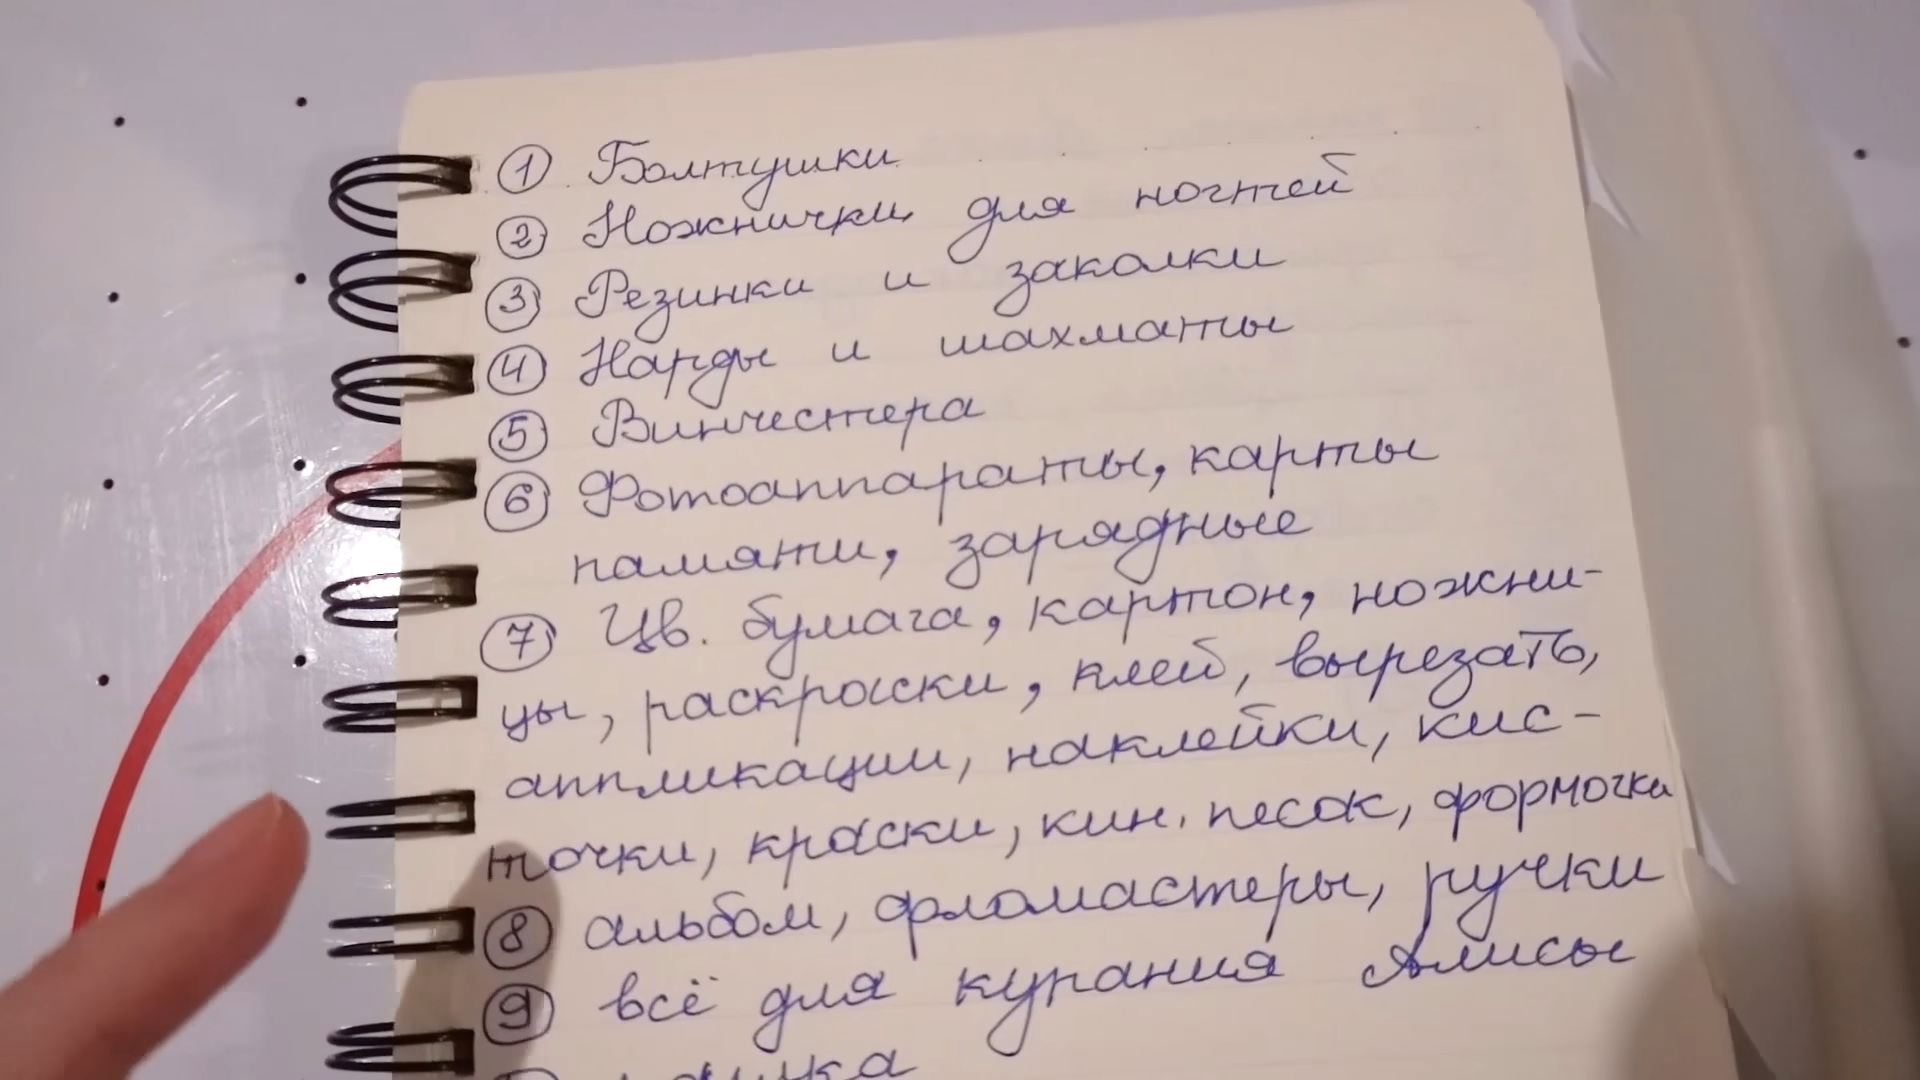 1 Болтушки
2 Ножнички для ногтей
3 Резинки и заколки
4 Нарды и шахматы
5 Винчестера
6 Фотоаппараты, карты
памяти, зарядные
7 Цв. бумага, картон, ножни-
цы, раскраски, клей, вырезать,
аппликации, наклейки, кис-
точки, краски, кин. песок, формочки
8 альбом, фломастеры, ручки
9 всё для купания Алисы